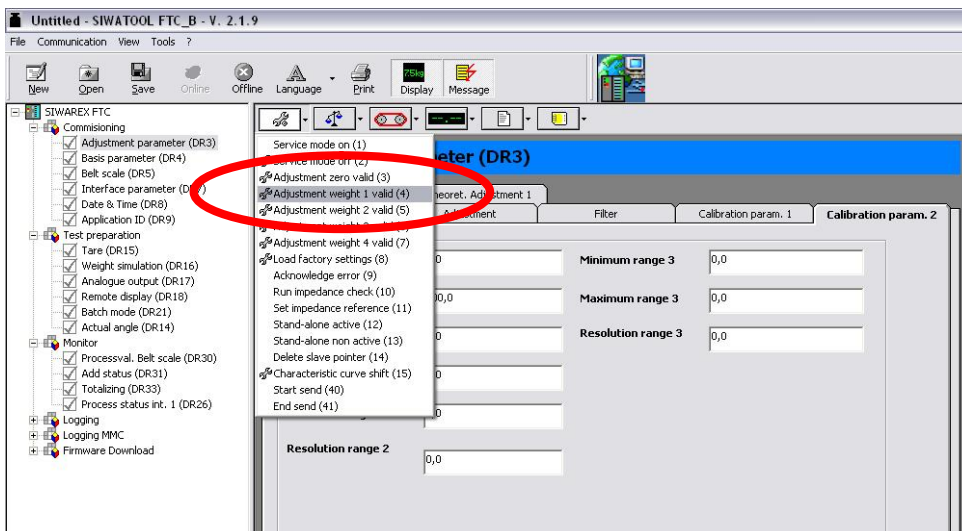 Untitled - SIWATOOL FTC_B - V. 2.1.9
File Communication View Tools ?
New Open Save Online Offline Language Print Display Message
7.5kg
SIWAREX FTC
Commisioning
Adjustment parameter (DR3)
Basis parameter (DR4)
Belt scale (DR5)
Interface parameter
Date & Time (DR8)
Application ID (DR9)
Test preparation
Tare (DR15)
Weight simulation (DR16)
Analogue output (DR17)
Remote display (DR18)
Batch mode (DR21)
Actual angle (DR14)
Monitor
Processval. Belt scale (DR30)
Add status (DR31)
Totalizing (DR33)
Process status int. 1 (DR26)
Logging
Logging MMC
Firmware Download
Service mode on (1)
Service mode off (2)
Adjustment zero valid (3)
Adjustment weight 1 valid (4)
Adjustment weight 2 valid (5)
Adjustment weight 4 valid (7)
Load factory settings (8)
Acknowledge error (9)
Run impedance check (10)
Set impedance reference (11)
Stand-alone active (12)
Stand-alone non active (13)
Delete slave pointer (14)
Characteristic curve shift (15)
Start send (40)
End send (41)
(DR3)
Adjustment 1
Filter Calibration param. 1 Calibration param. 2
Minimum range 3 0,0
Maximum range 3 0,0
Resolution range 3 0,0
Resolution range 2 0,0